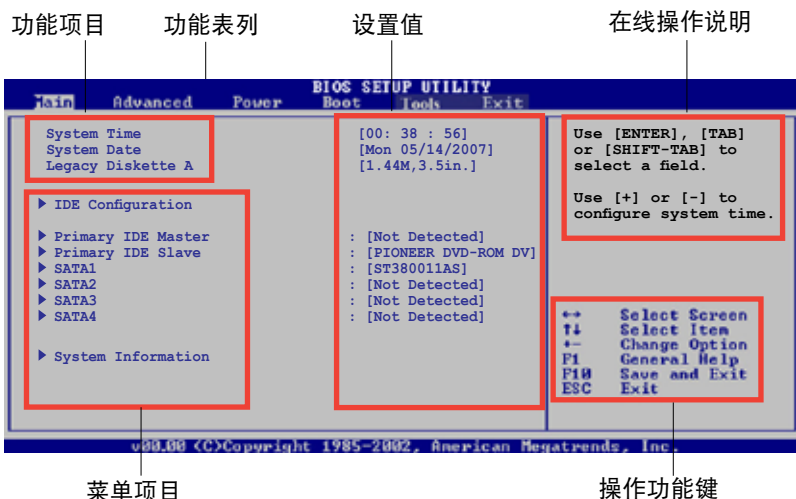 功能项目 功能表列 设置值 在线操作说明
BIOS SETUP UTILITY
Main Advanced Power Boot Tools Exit
System Time [00: 38 : 56]
System Date [Mon 05/14/2007]
Legacy Diskette A [1.44M,3.5in.]
IDE Configuration
Primary IDE Master : [Not Detected]
Primary IDE Slave : [PIONEER DVD-ROM DV]
SATA1 : [ST380011AS]
SATA2 : [Not Detected]
SATA3 : [Not Detected]
SATA4 : [Not Detected]
System Information
Use [ENTER], [TAB]
or [SHIFT-TAB] to
select a field.
Use [+] or [-] to
configure system time.
↔ Select Screen
↑↓ Select Item
+- Change Option
F1 General Help
F10 Save and Exit
ESC Exit
v00.00 (C)Copyright 1985-2002, American Megatrends, Inc.
菜单项目 操作功能键